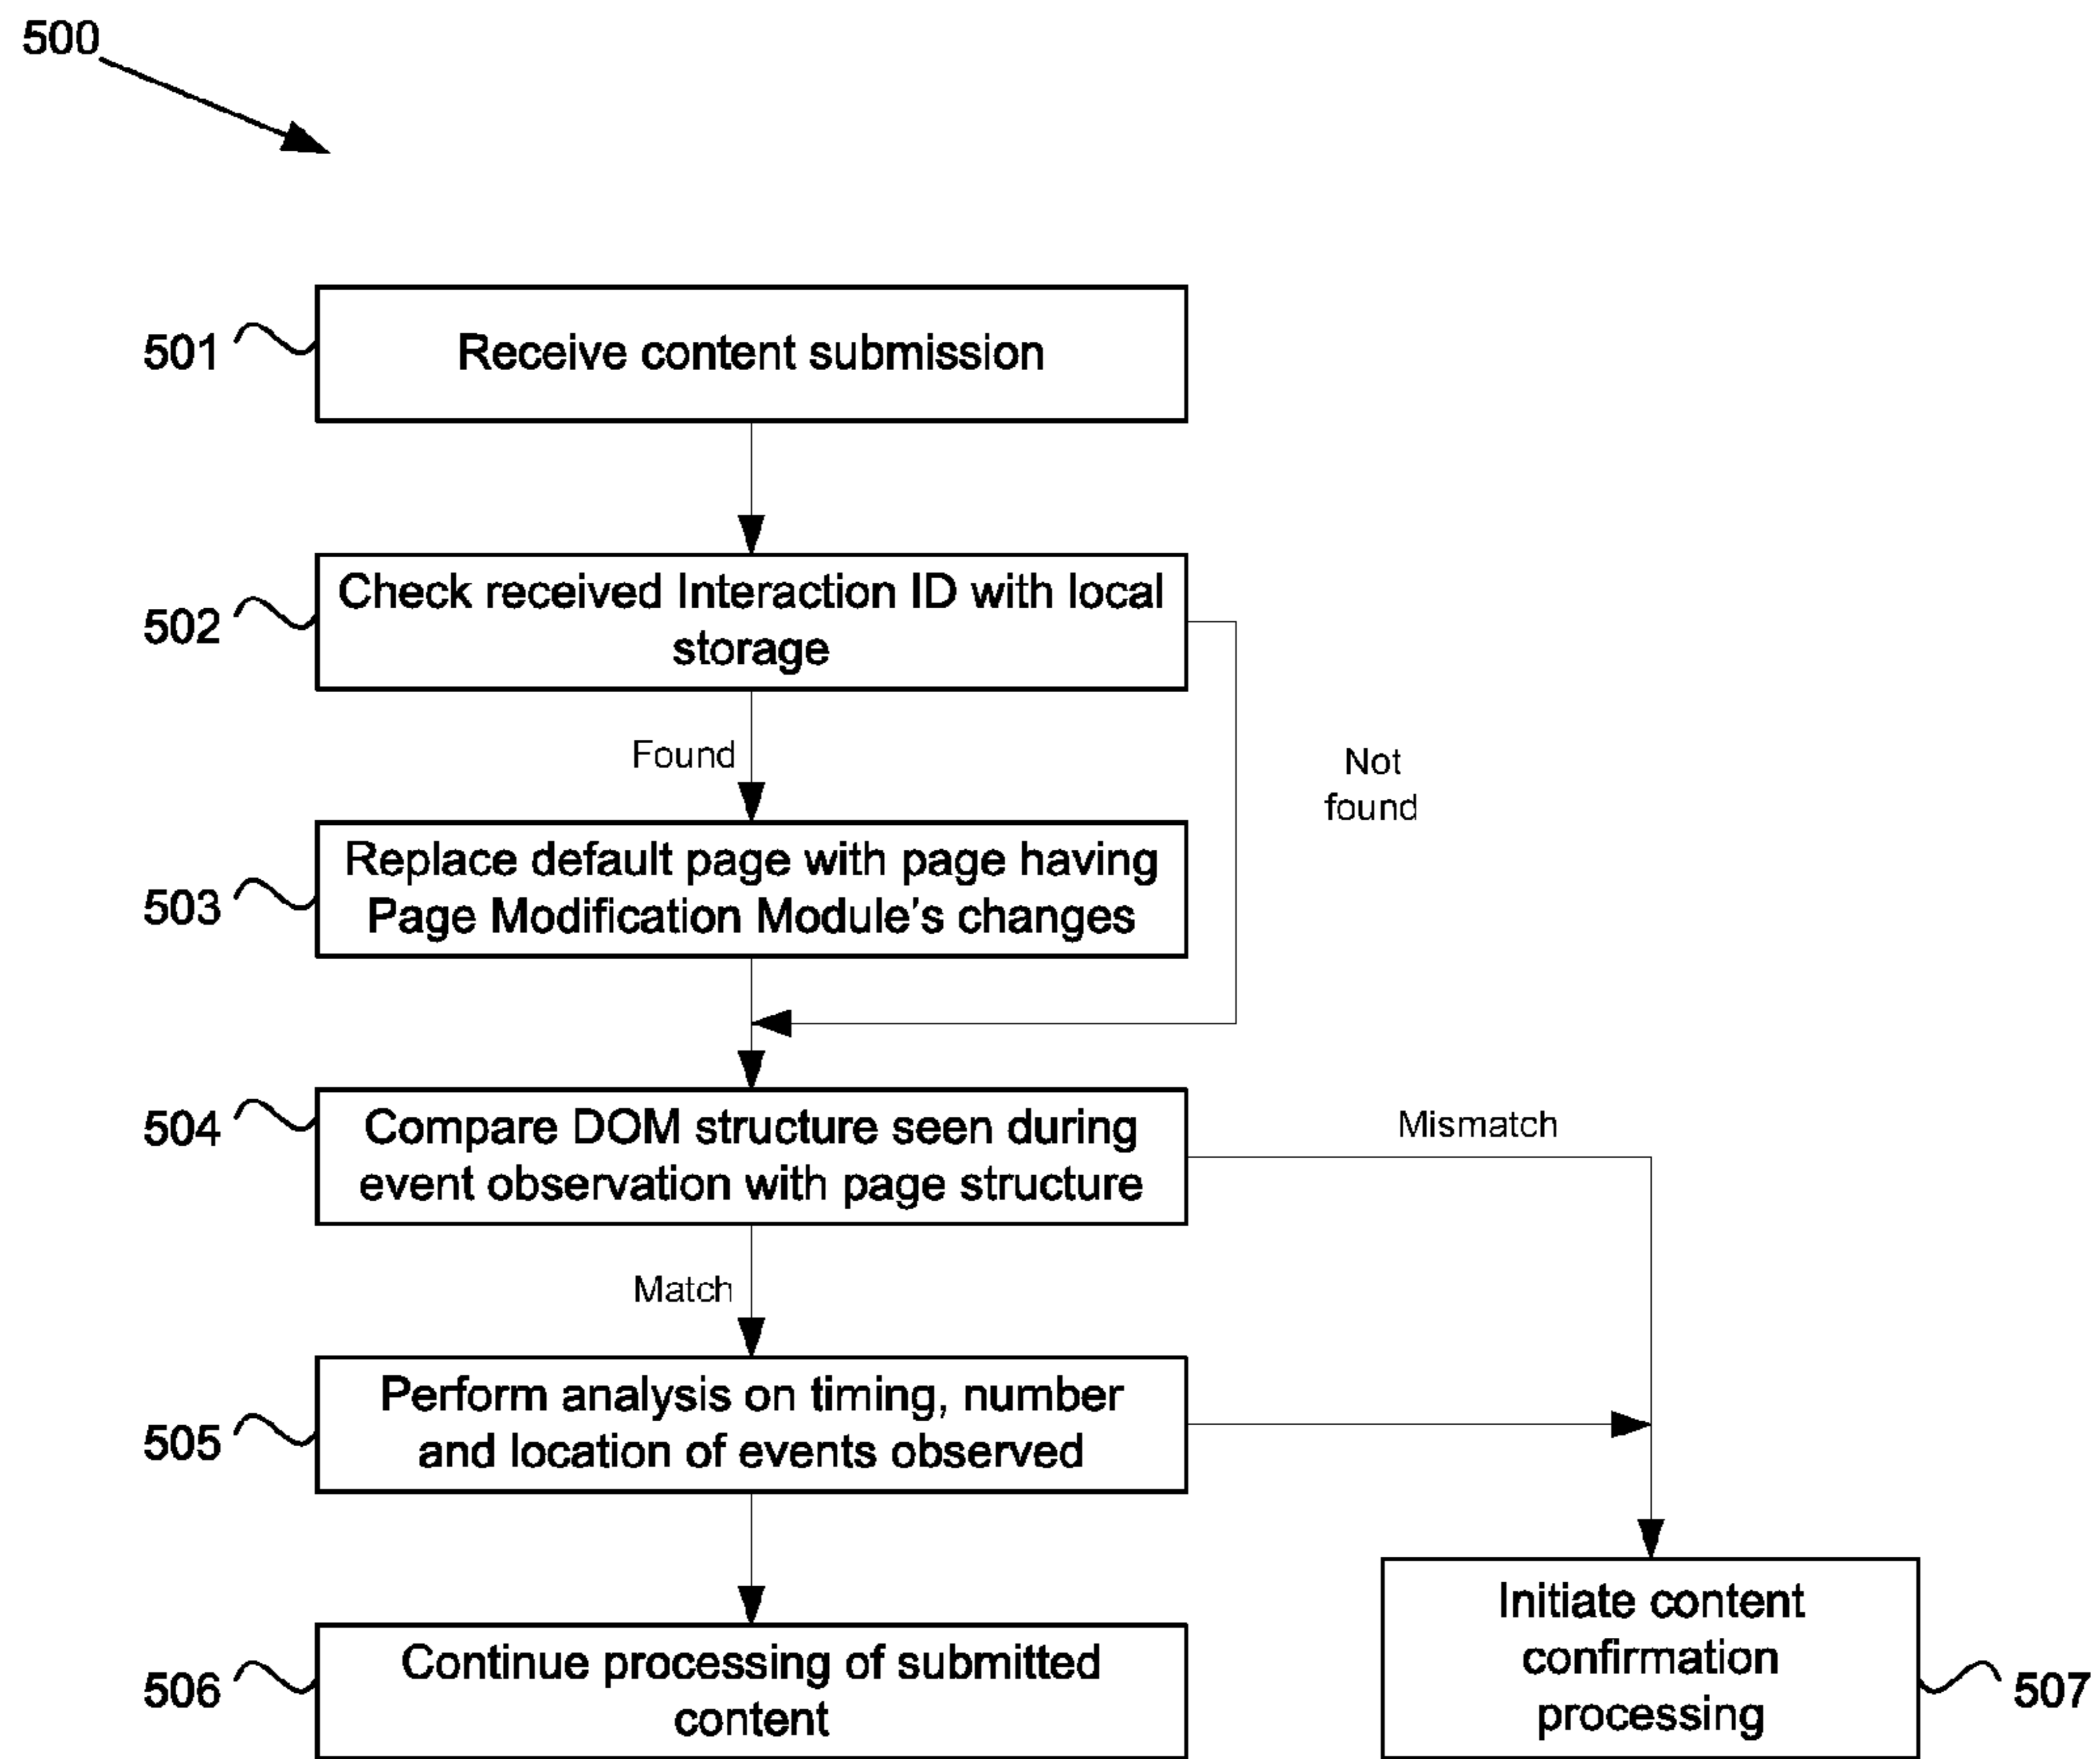 500
501
Receive content submission
502
Check received Interaction ID with local
storage
Found
Not
found
503
Replace default page with page having
Page Modification Module's changes
504
Compare DOM structure seen during
event observation with page structure
Mismatch
Match
505
Perform analysis on timing, number
and location of events observed
506
Continue processing of submitted
content
Initiate content
confirmation
processing
507